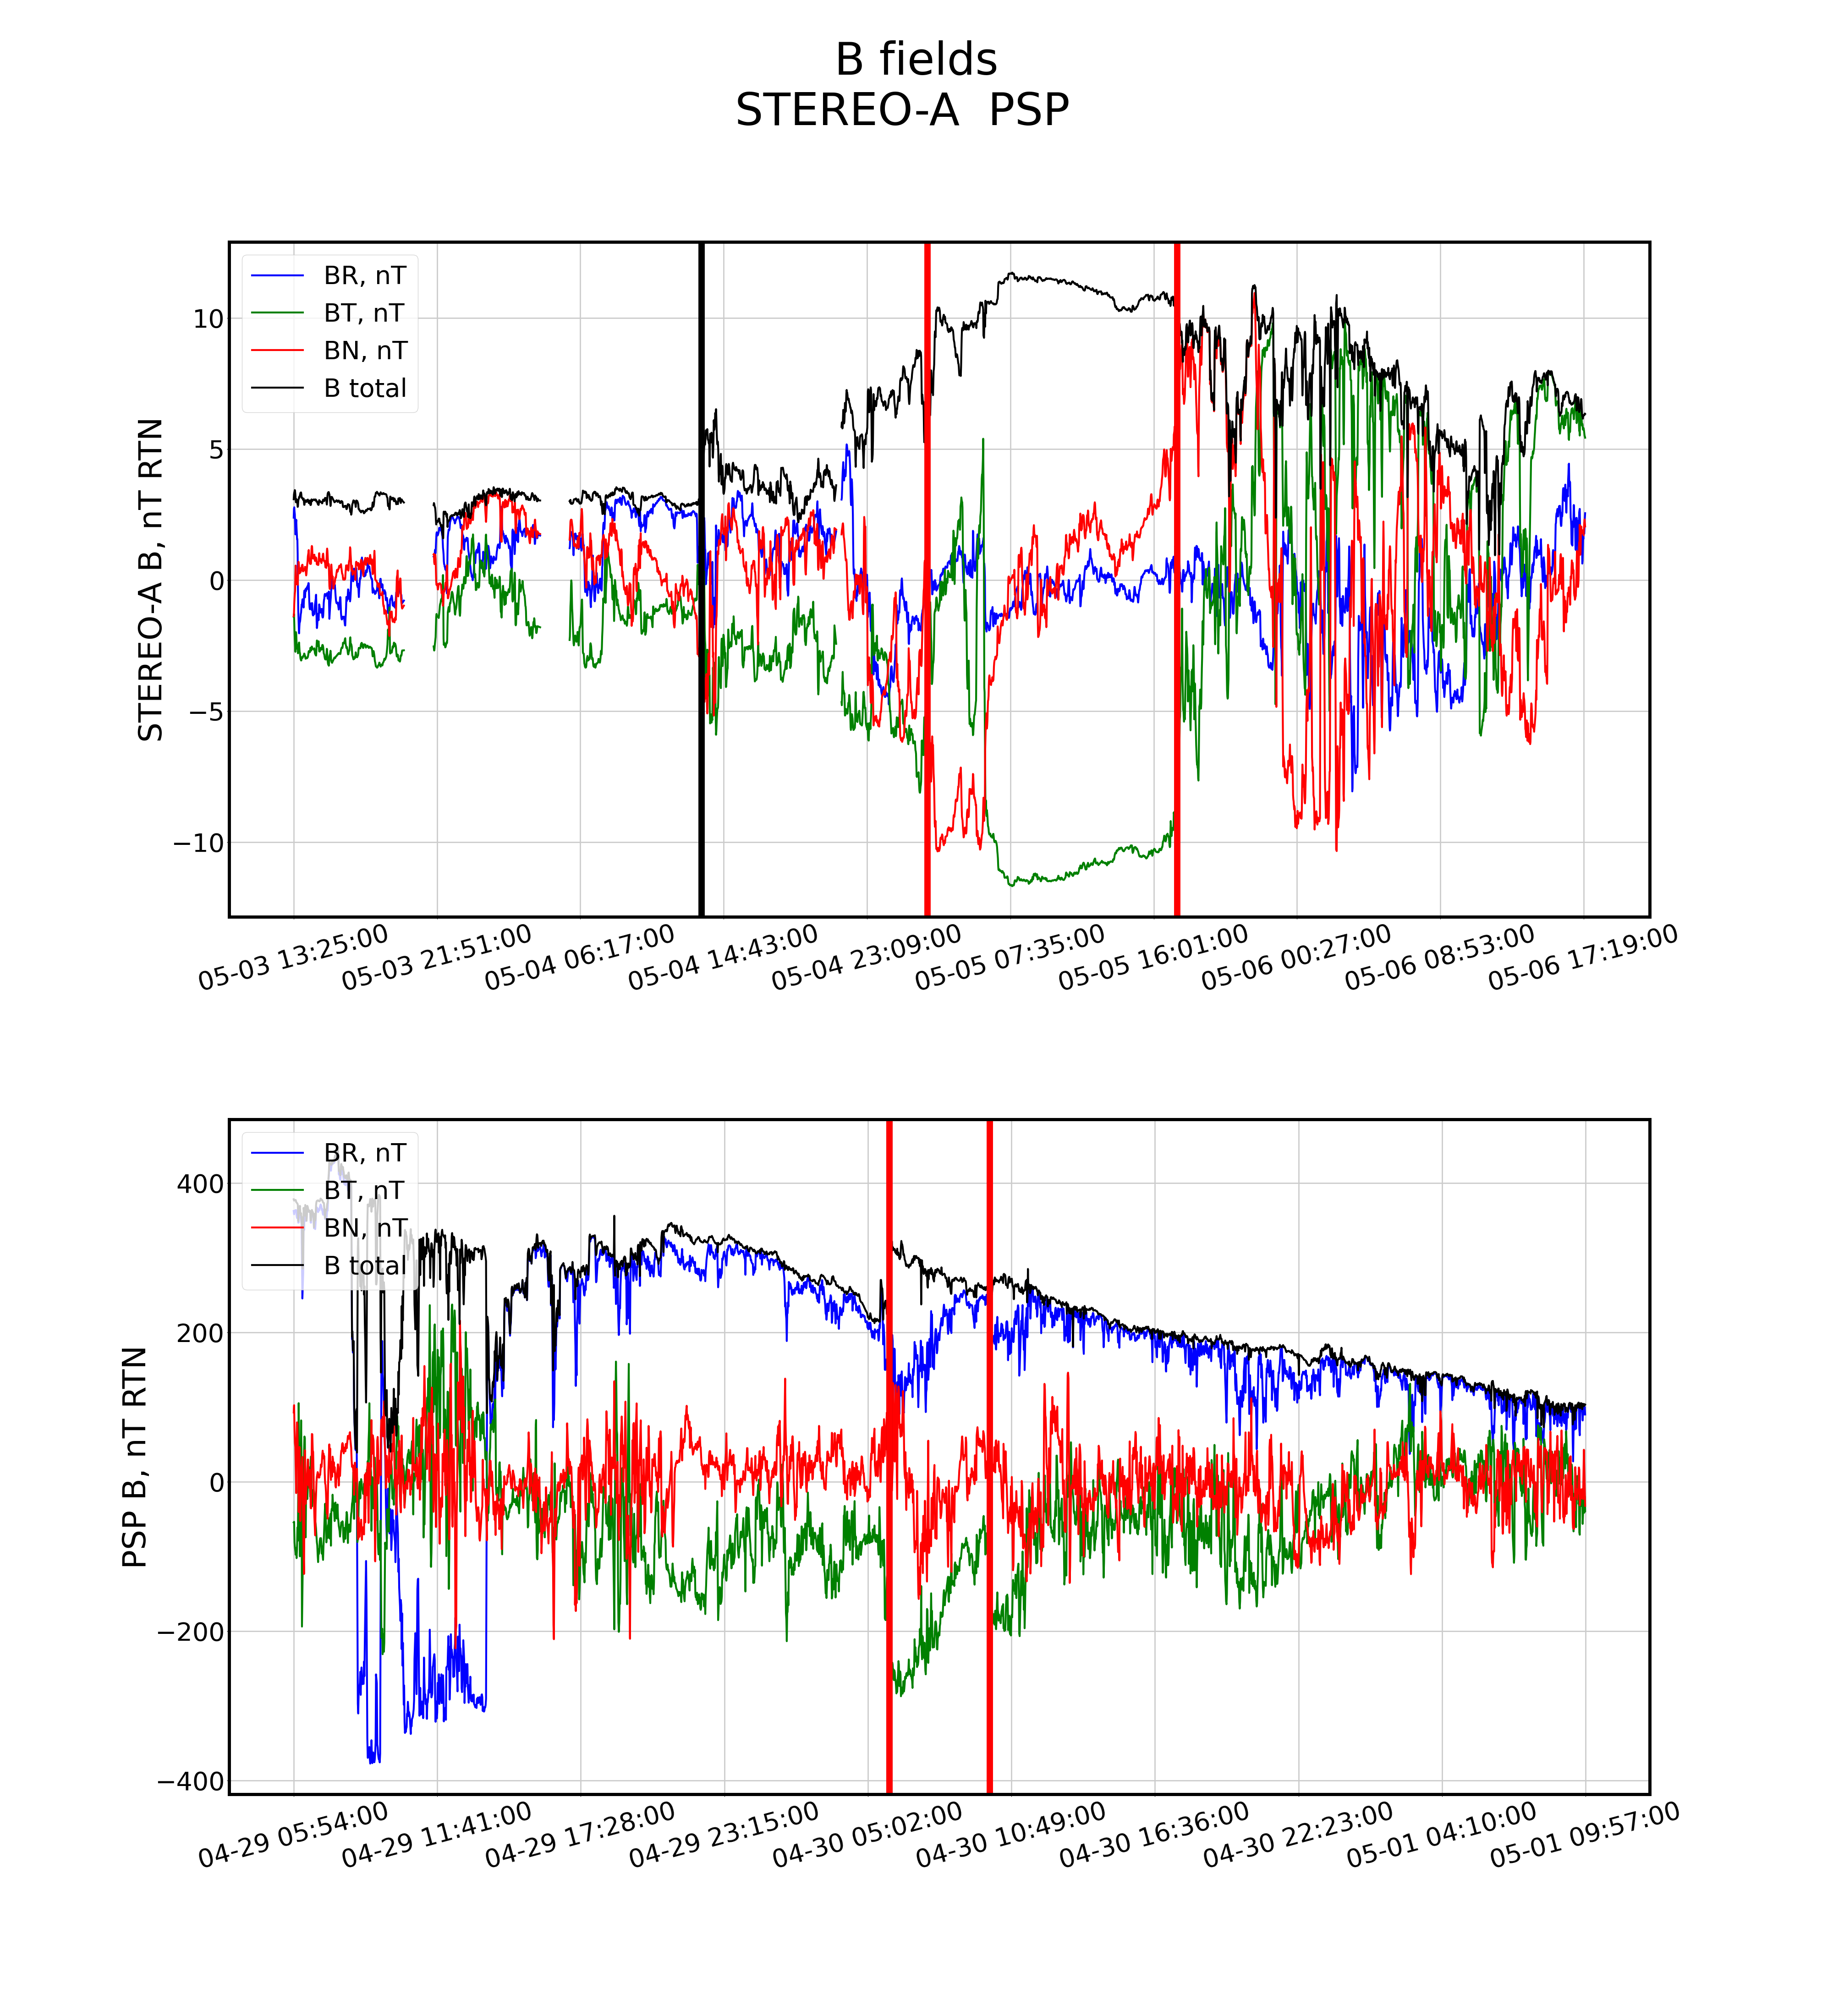 B fields
STEREO-A  PSP
BR, nT
BT, nT
BN, nT
B total
STEREO-A B, nT RTN
10
5
0
−5
−10
05-03 13:25:00
05-03 21:51:00
05-04 06:17:00
05-04 14:43:00
05-04 23:09:00
05-05 07:35:00
05-05 16:01:00
05-06 00:27:00
05-06 08:53:00
05-06 17:19:00
BR, nT
BT, nT
BN, nT
B total
PSP B, nT RTN
400
200
0
−200
−400
04-29 05:54:00
04-29 11:41:00
04-29 17:28:00
04-29 23:15:00
04-30 05:02:00
04-30 10:49:00
04-30 16:36:00
04-30 22:23:00
05-01 04:10:00
05-01 09:57:00